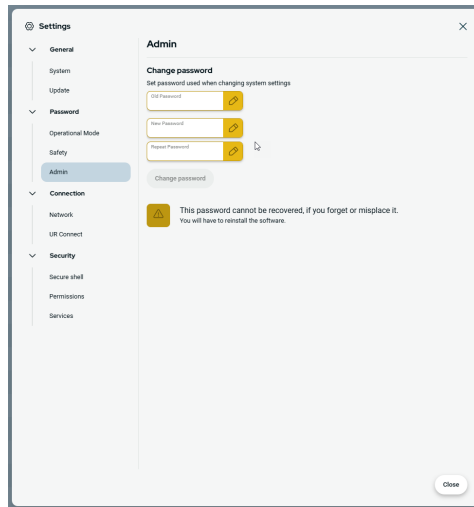 Settings
General
System
Update
Password
Operational Mode
Safety
Admin
Connection
Network
UR Connect
Security
Secure shell
Permissions
Services
Admin
Change password
Set password used when changing system settings
Old Password
New Password
Repeat Password
Change password
This password cannot be recovered, if you forget or misplace it.
You will have to reinstall the software.
Close